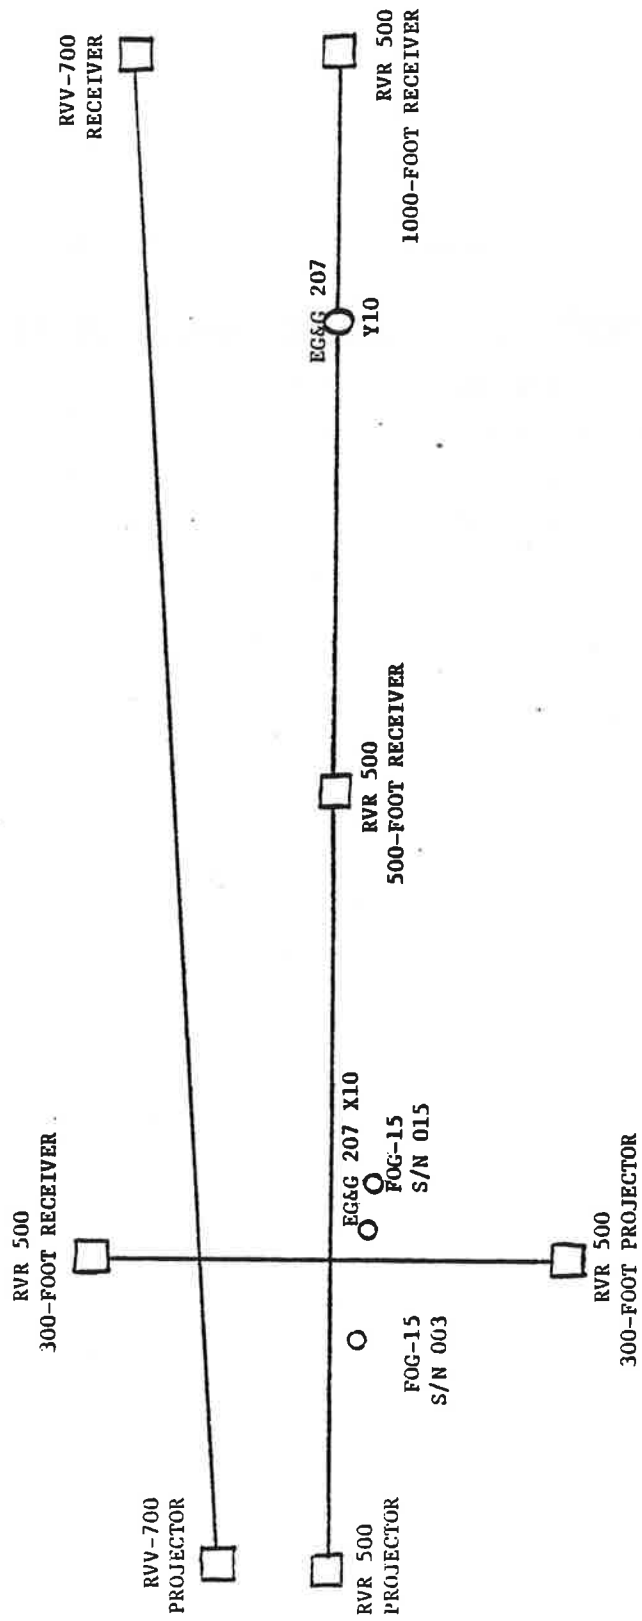 RVV-700
RECEIVER
RVR 500
1000-FOOT RECEIVER
EG&G 207
Y10
RVR 500
500-FOOT RECEIVER
RVR 500
300-FOOT RECEIVER
EG&G 207 X10
FOG-15
S/N 015
FOG-15
S/N 003
RVR 500
300-FOOT PROJECTOR
RVV-700
PROJECTOR
RVR 500
PROJECTOR